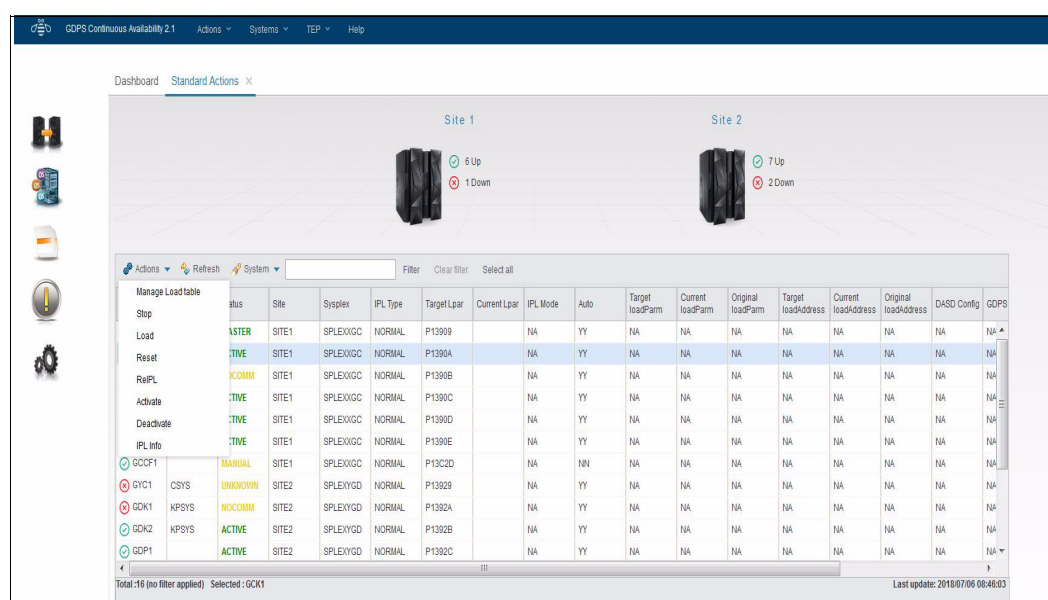 GDPS Continuous Availability 2.1 Actions Systems TEP Help
Dashboard Standard Actions
Site 1 Site 2
6 Up 7 Up
1 Down 2 Down
Actions Refresh System Filter Clear filter Select all
Manage Load table
Stop
Load
Reset
ReIPL
Activate
Deactivate
IPL Info
atus Site Sysplex IPL Type Target Lpar Current Lpar IPL Mode Auto Target loadParm Current loadParm Original loadParm Target loadAddress Current loadAddress Original loadAddress DASD Config GDPS
ASTER SITE1 SPLEXXGC NORMAL P13909 NA YY NA NA NA NA NA NA NA NA
CTIVE SITE1 SPLEXXGC NORMAL P1390A NA YY NA NA NA NA NA NA NA NA
OCOMM SITE1 SPLEXXGC NORMAL P1390B NA YY NA NA NA NA NA NA NA NA
CTIVE SITE1 SPLEXXGC NORMAL P1390C NA YY NA NA NA NA NA NA NA NA
CTIVE SITE1 SPLEXXGC NORMAL P1390D NA YY NA NA NA NA NA NA NA NA
CTIVE SITE1 SPLEXXGC NORMAL P1390E NA YY NA NA NA NA NA NA NA NA
GCCF1 MANUAL SITE1 SPLEXXGC NORMAL P13C2D NA NN NA NA NA NA NA NA NA NA
GYC1 CSYS UNKNOWN SITE2 SPLEXYGD NORMAL P13929 NA YY NA NA NA NA NA NA NA NA
GDK1 KPSYS NOCOMM SITE2 SPLEXYGD NORMAL P1392A NA YY NA NA NA NA NA NA NA NA
GDK2 KPSYS ACTIVE SITE2 SPLEXYGD NORMAL P1392B NA YY NA NA NA NA NA NA NA NA
GDP1 ACTIVE SITE2 SPLEXYGD NORMAL P1392C NA YY NA NA NA NA NA NA NA NA
Total :16 (no filter applied) Selected : GCK1 Last update: 2018/07/06 08:46:03